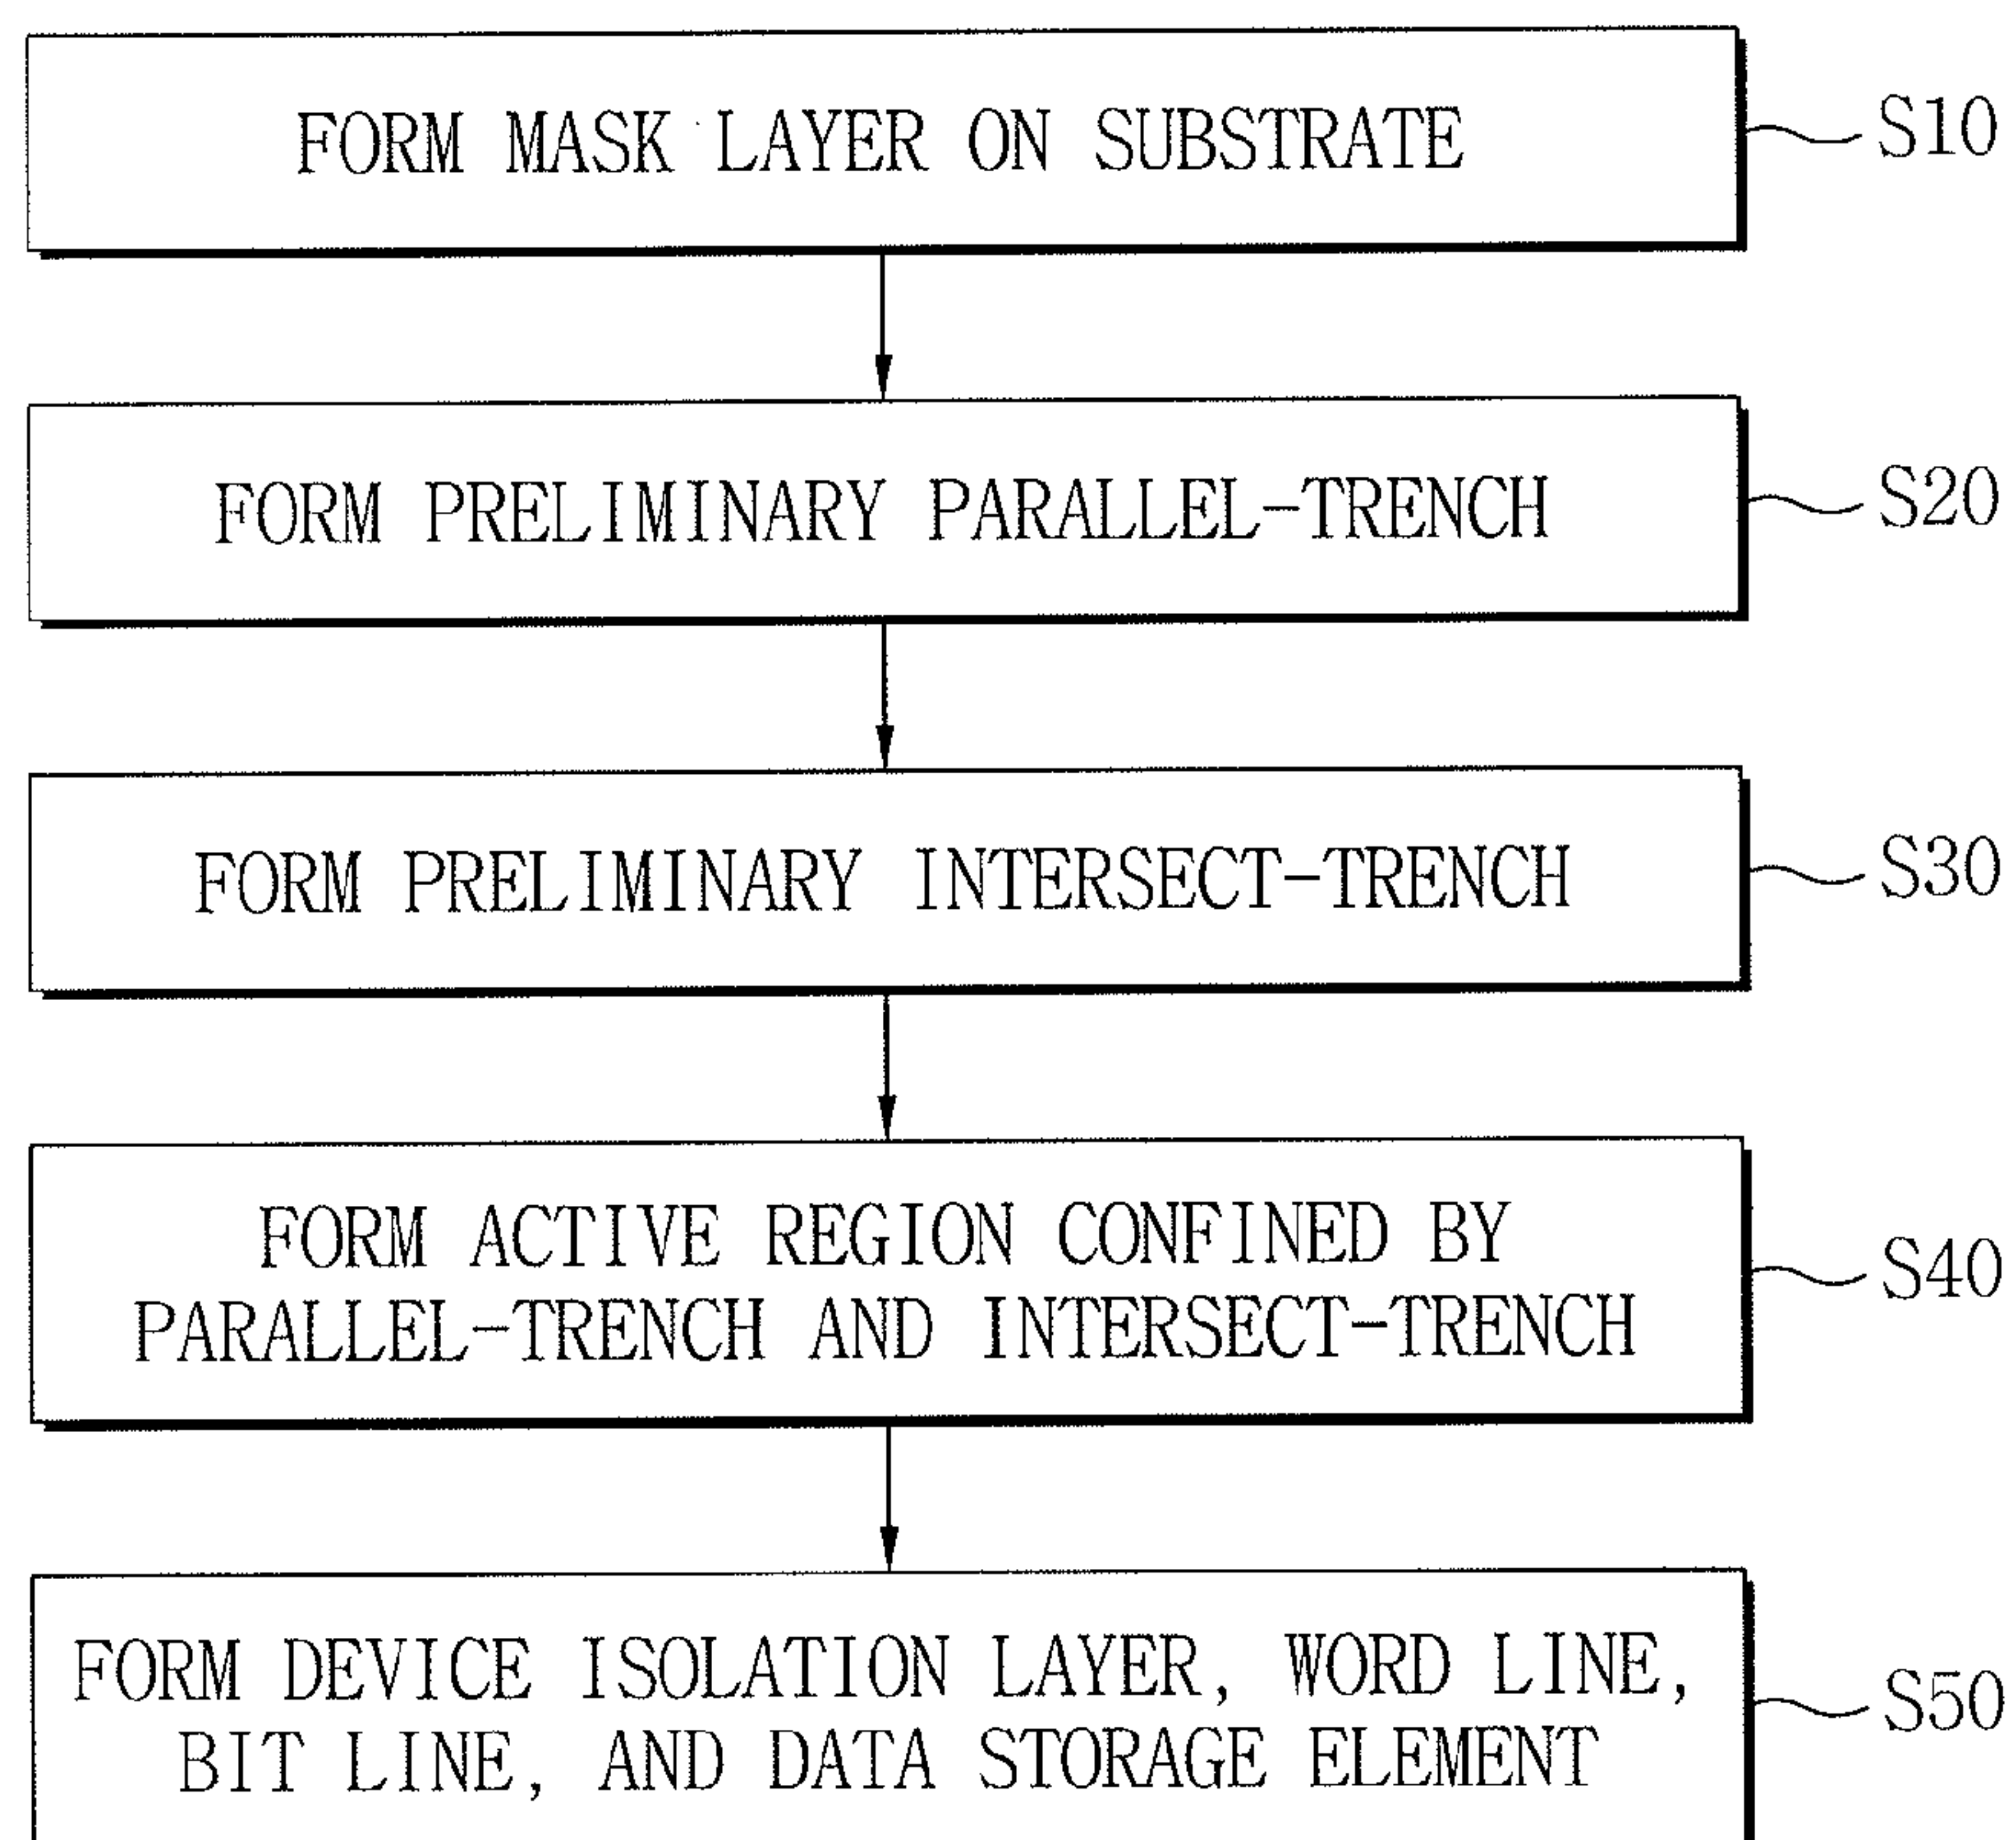 FORM MASK LAYER ON SUBSTRATE
S10
FORM PRELIMINARY PARALLEL-TRENCH
S20
FORM PRELIMINARY INTERSECT-TRENCH
S30
FORM ACTIVE REGION CONFINED BY
PARALLEL-TRENCH AND INTERSECT-TRENCH
S40
FORM DEVICE ISOLATION LAYER, WORD LINE,
BIT LINE, AND DATA STORAGE ELEMENT
S50